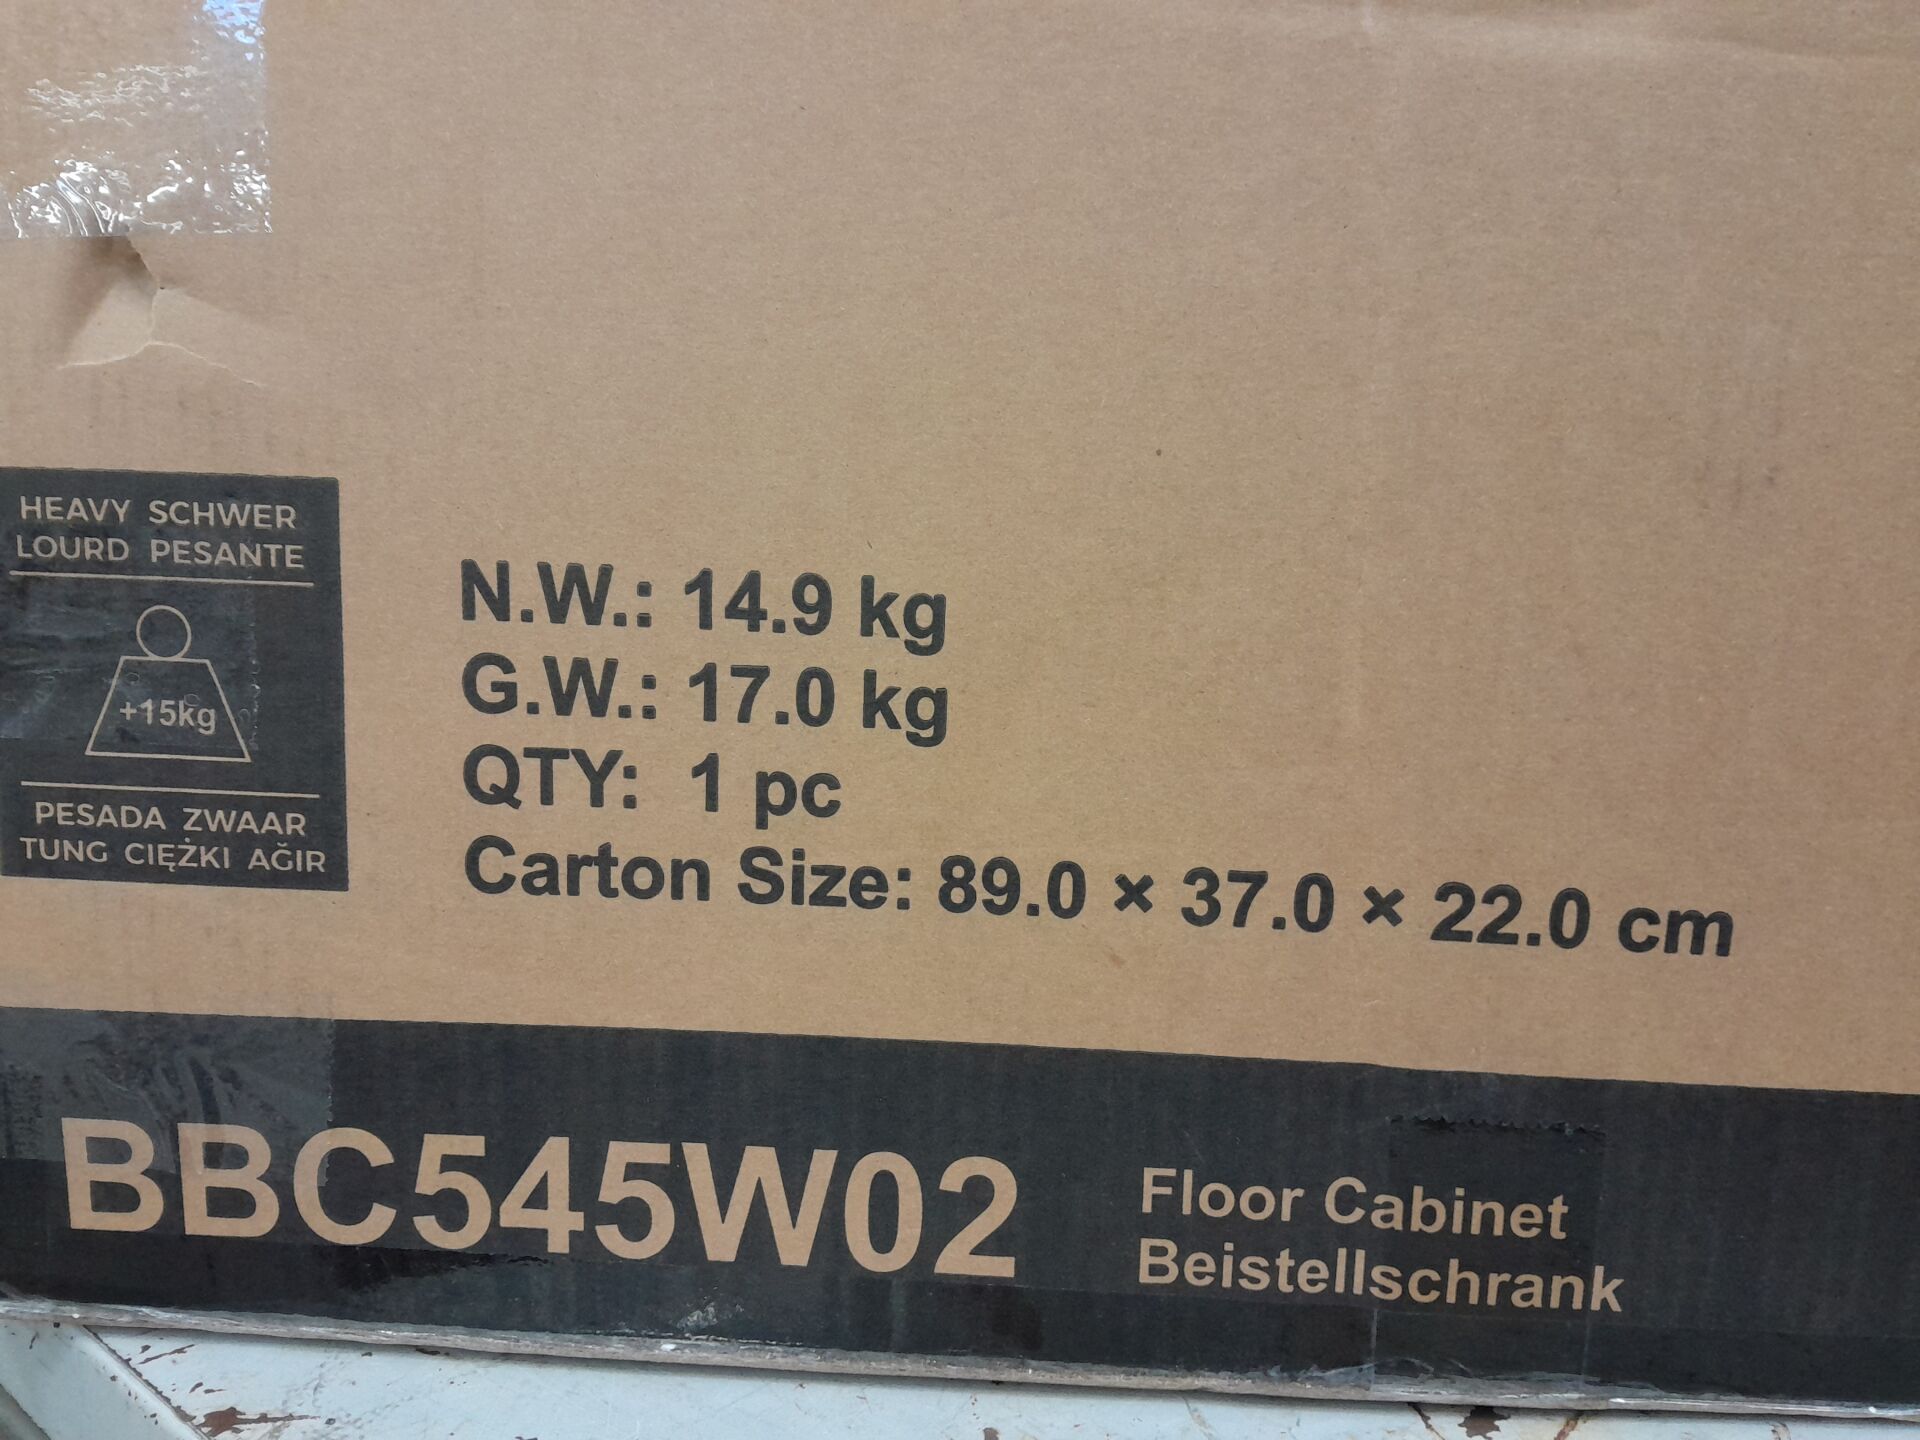 HEAVY SCHWER
LOURD PESANTE
+15kg
PESADA ZWAAR
TUNG CIĘŻKI AĞIR
N.W.: 14.9 kg
G.W.: 17.0 kg
QTY: 1 pc
Carton Size: 89.0 × 37.0 × 22.0 cm
BBC545W02
Floor Cabinet
Beistellschrank